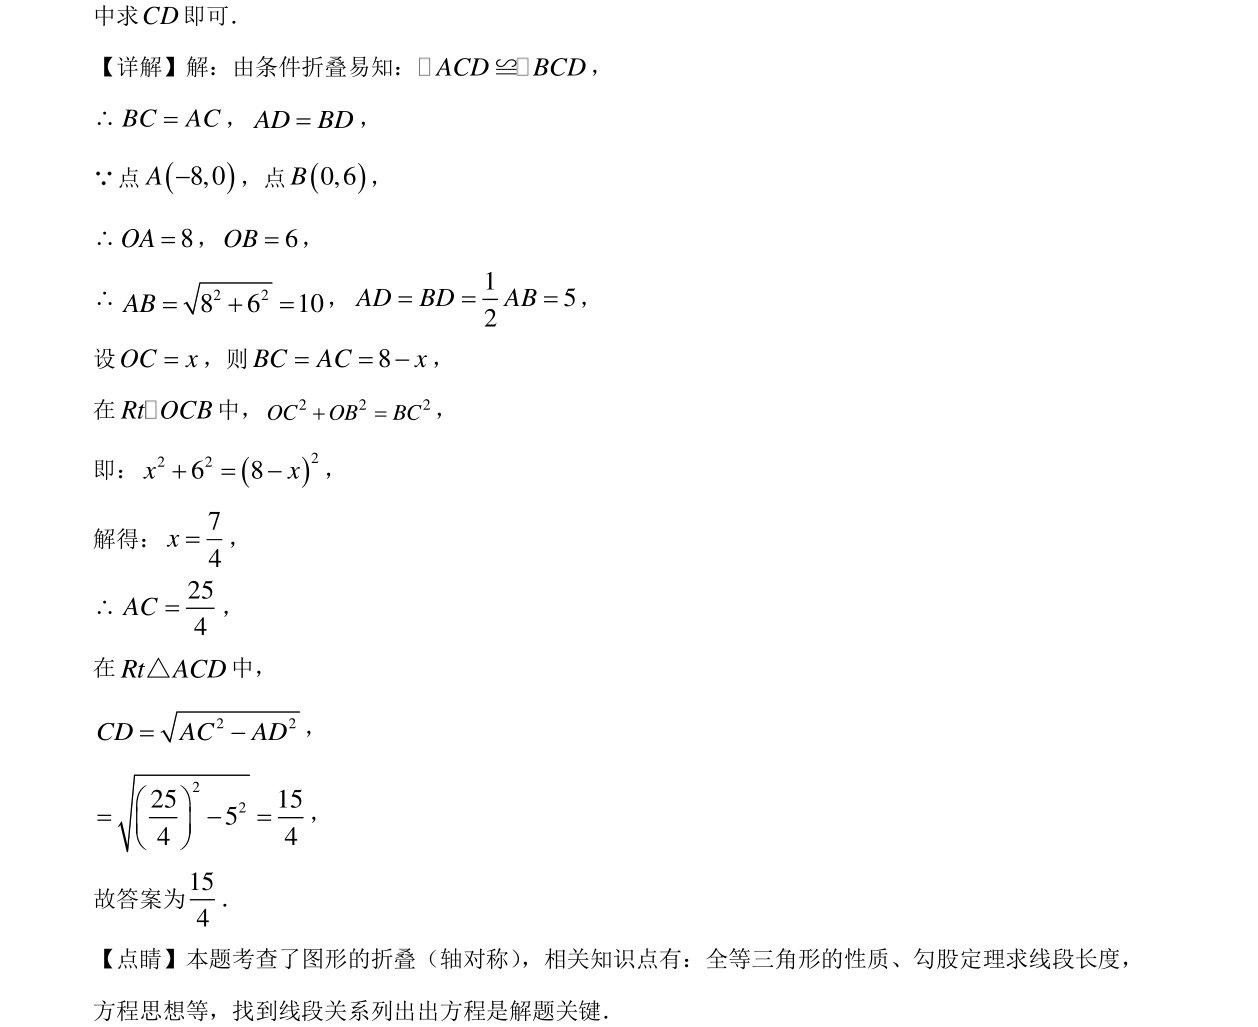 中求CD即可．
【详解】解：由条件折叠易知：□ACD≌□BCD，
∴BC=AC，AD=BD，
∵点A(−8,0)，点B(0,6)，
∴OA=8，OB=6，
∴AB=√(8²+6²)=10，AD=BD=1/2AB=5，
设OC=x，则BC=AC=8−x，
在Rt□OCB中，OC²+OB²=BC²，
即：x²+6²=(8−x)²，
解得：x=7/4，
∴AC=25/4，
在Rt△ACD中，
CD=√(AC²−AD²)，
=√((25/4)²−5²)=15/4，
故答案为15/4．
【点睛】本题考查了图形的折叠（轴对称），相关知识点有：全等三角形的性质、勾股定理求线段长度，
方程思想等，找到线段关系列出出方程是解题关键．